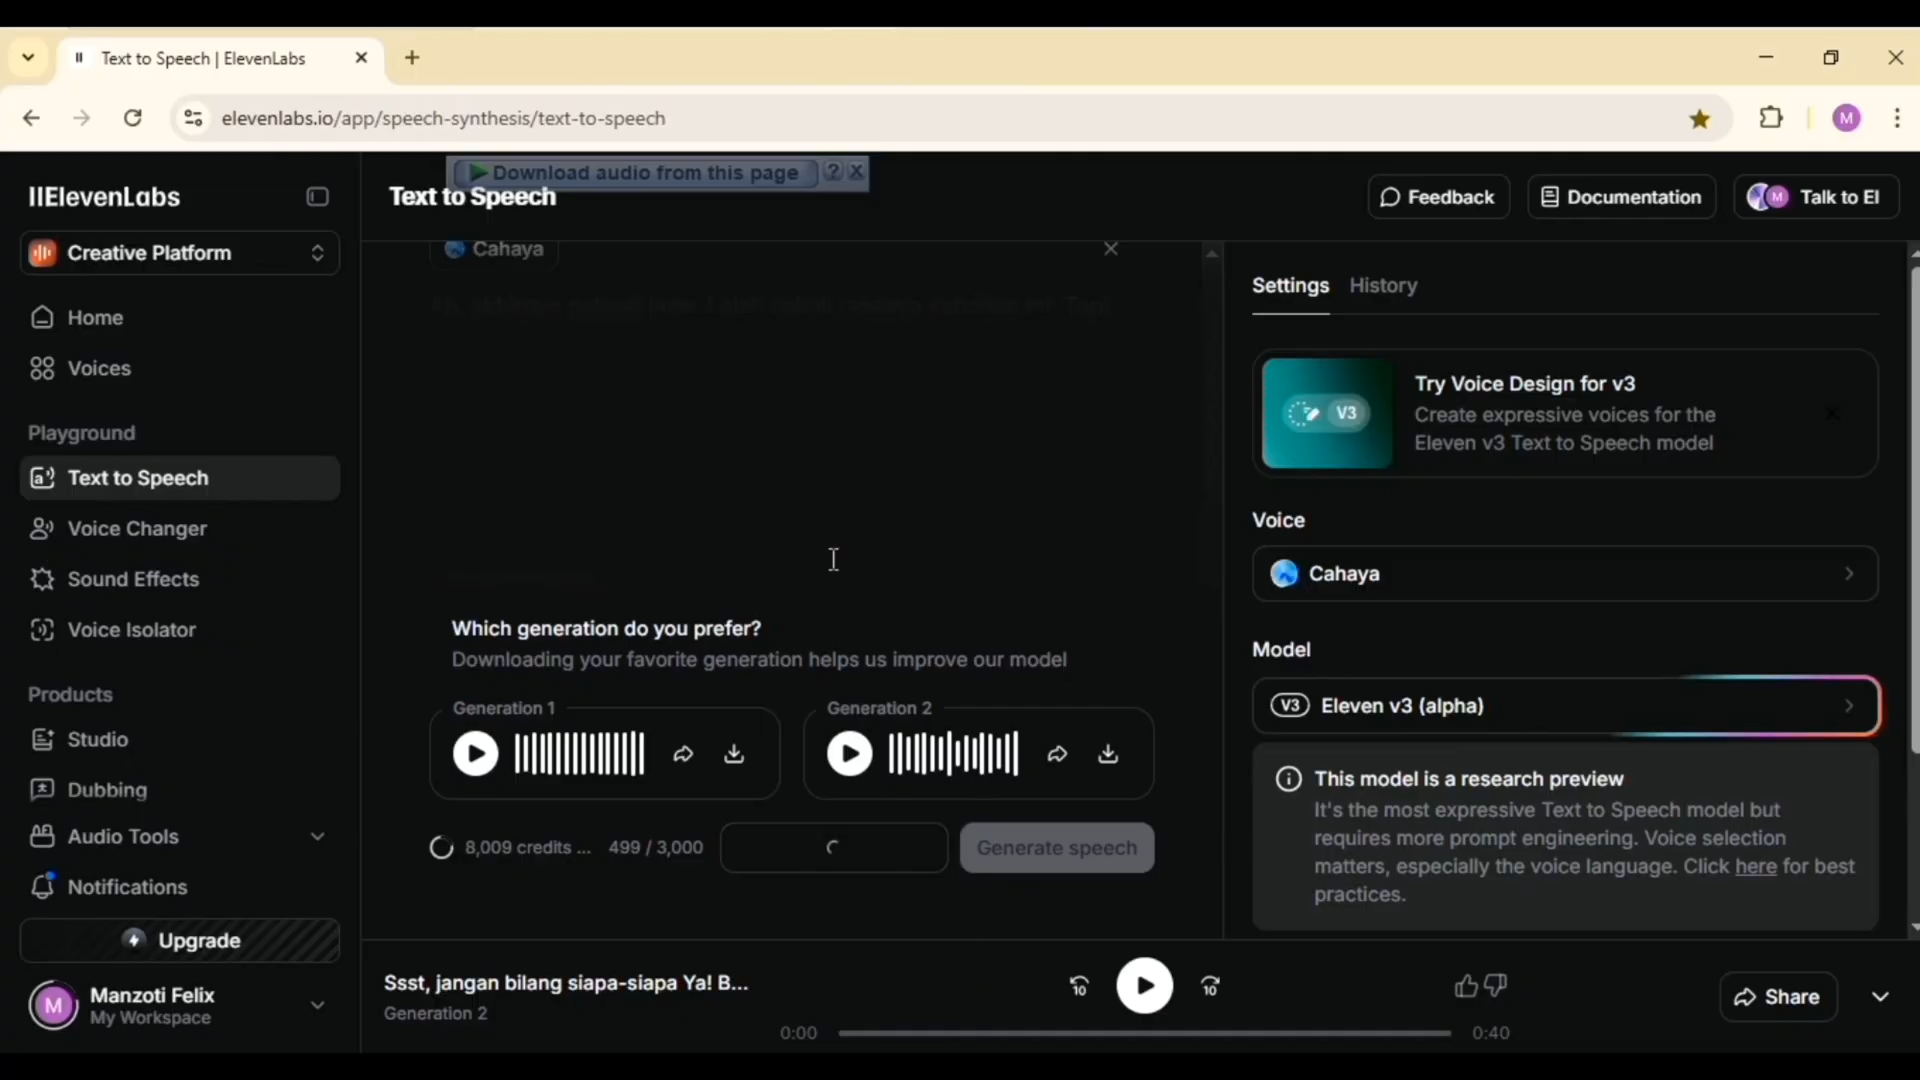 Text to Speech | ElevenLabs
elevenlabs.io/app/speech-synthesis/text-to-speech
M
Download audio from this page ? X
IIElevenLabs
Text to Speech
Feedback
Documentation
M
Talk to El
Creative Platform
Home
Voices
Playground
Text to Speech
Voice Changer
Sound Effects
Voice Isolator
Products
Studio
Dubbing
Audio Tools
Notifications
Upgrade
M
Manzoti Felix
My Workspace
Cahaya
Which generation do you prefer?
Downloading your favorite generation helps us improve our model
Generation 1
Generation 2
8,009 credits ...
499 / 3,000
Generate speech
Settings
History
V3
Try Voice Design for v3
Create expressive voices for the
Eleven v3 Text to Speech model
Voice
Cahaya
Model
V3 Eleven v3 (alpha)
This model is a research preview
It's the most expressive Text to Speech model but
requires more prompt engineering. Voice selection
matters, especially the voice language. Click here for best
practices.
Ssst, jangan bilang siapa-siapa Ya! B...
Generation 2
10
10
0:00
0:40
Share